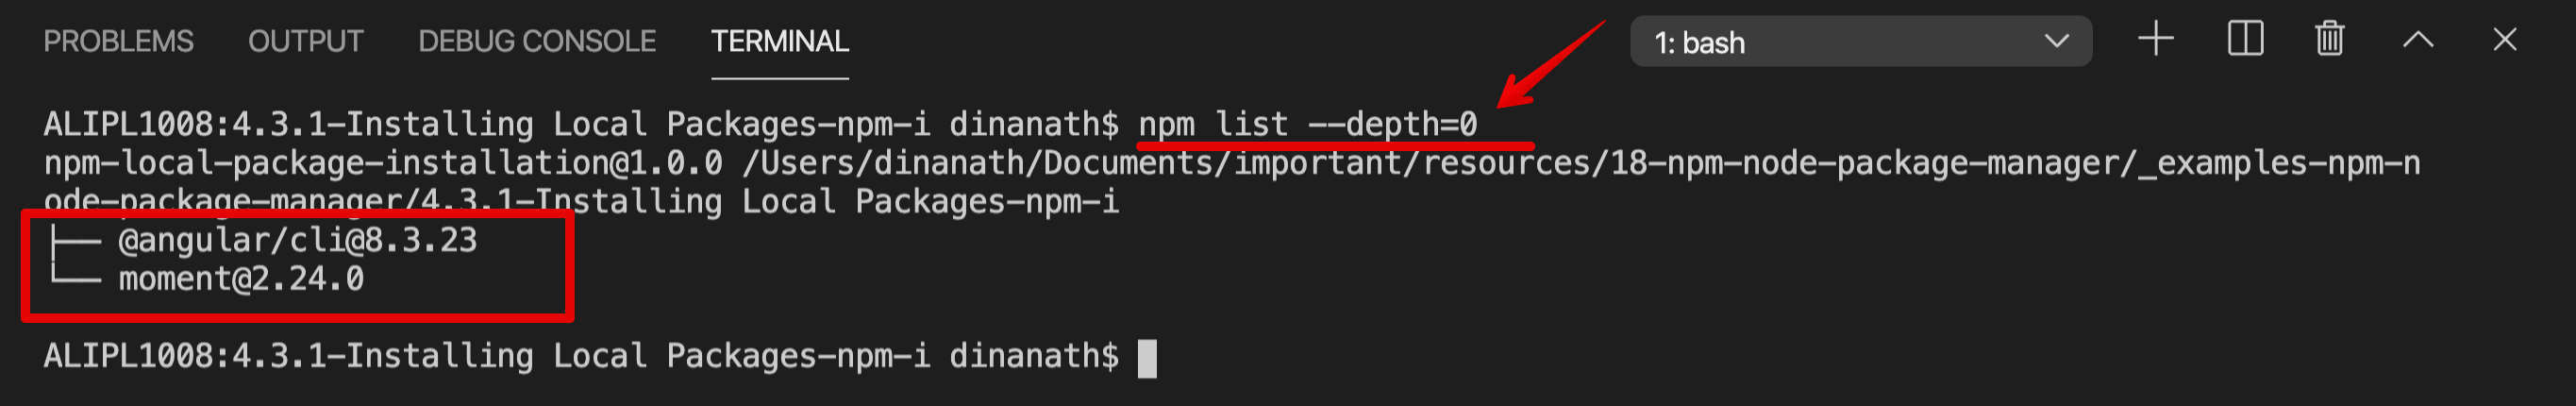 PROBLEMS OUTPUT DEBUG CONSOLE TERMINAL 1: bash
ALIPL1008:4.3.1-Installing Local Packages-npm-i dinanath$ npm list --depth=0
npm-local-package-installation@1.0.0 /Users/dinanath/Documents/important/resources/18-npm-node-package-manager/_examples-npm-n
ode-package-manager/4.3.1-Installing Local Packages-npm-i
├── @angular/cli@8.3.23
└── moment@2.24.0
ALIPL1008:4.3.1-Installing Local Packages-npm-i dinanath$